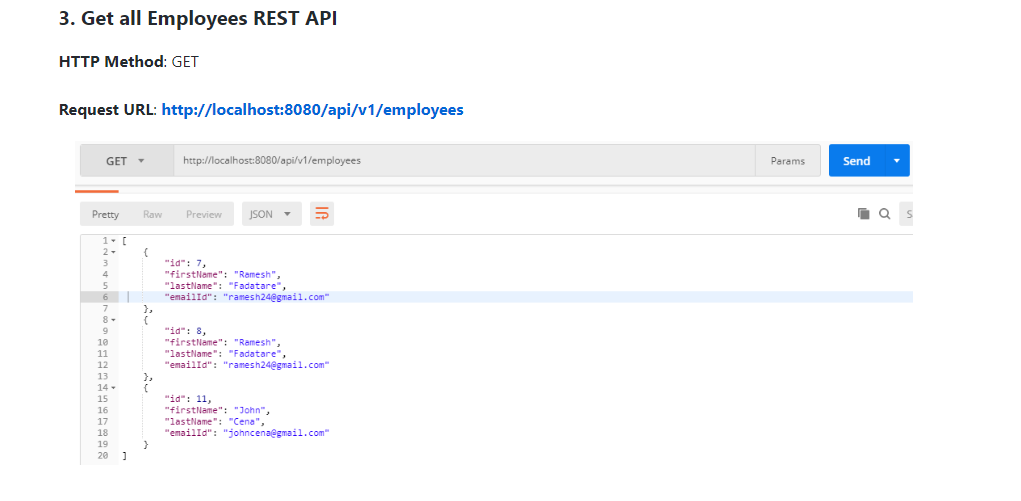 3. Get all Employees REST API
HTTP Method: GET
Request URL: http://localhost:8080/api/v1/employees
GET http://localhost:8080/api/v1/employees Params Send
Pretty Raw Preview JSON S
1 [
2 {
3 "id": 7,
4 "firstName": "Ramesh",
5 "lastName": "Fadatare",
6 "emailId": "ramesh24@gmail.com"
7 },
8 {
9 "id": 8,
10 "firstName": "Ramesh",
11 "lastName": "Fadatare",
12 "emailId": "ramesh24@gmail.com"
13 },
14 {
15 "id": 11,
16 "firstName": "John",
17 "lastName": "Cena",
18 "emailId": "johncena@gmail.com"
19 }
20 ]